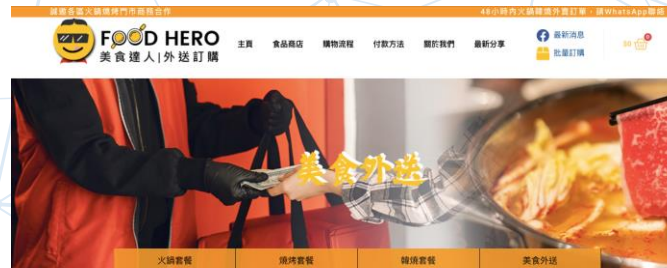 誠邀各區火鍋燒烤門市商務合作
48小時內火鍋韓燒外賣訂單，請WhatsApp聯絡
FOOD HERO
美食達人|外送訂購
主頁 食品商店 購物流程 付款方法 關於我們 最新分享
最新消息
批量訂購
$0 0
美食外送
火鍋套餐 燒烤套餐 韓燒套餐 美食外送